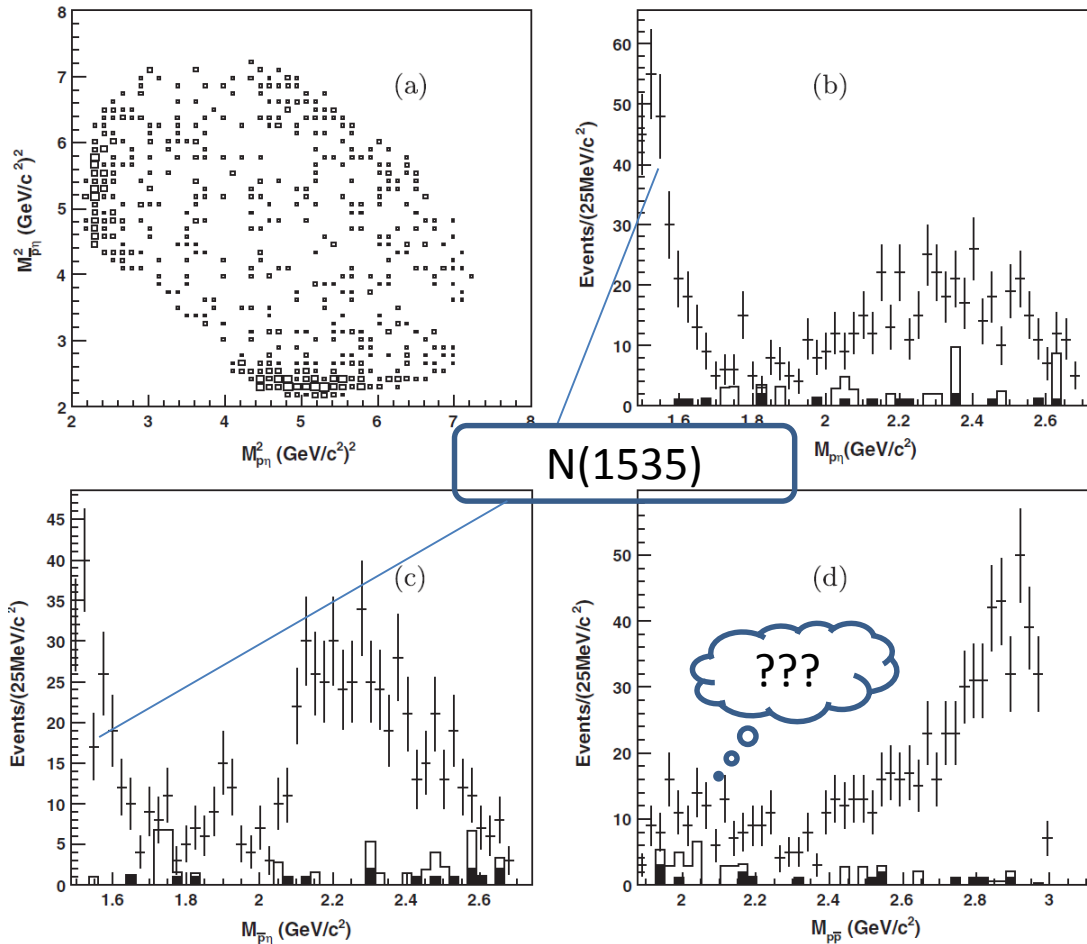 (a)
M²p̄η (GeV/c²)²
8
7
6
5
4
3
2
2 3 4 5 6 7 8
M²pη (GeV/c²)²
(b)
Events/(25MeV/c²)
60
50
40
30
20
10
0
1.6 1.8 2 2.2 2.4 2.6
Mpη(GeV/c²)
N(1535)
(c)
Events/(25MeV/c²)
45
40
35
30
25
20
15
10
5
0
1.6 1.8 2 2.2 2.4 2.6
Mp̄η(GeV/c²)
(d)
???
Events/(25MeV/c²)
50
40
30
20
10
0
2 2.2 2.4 2.6 2.8 3
Mpp̄(GeV/c²)